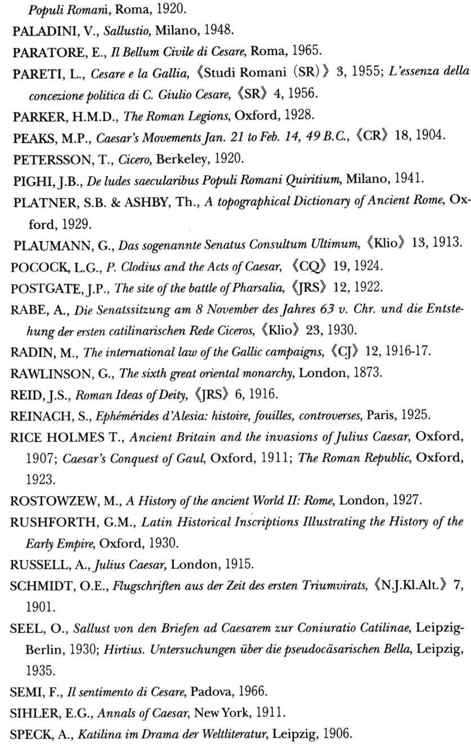 Populi Romani, Roma, 1920.
PALADINI, V., Sallustio, Milano, 1948.
PARATORE, E., Il Bellum Civile di Cesare, Roma, 1965.
PARETI, L., Cesare e la Gallia, 《Studi Romani (SR)》 3, 1955; L'essenza della
concezione politica di C. Giulio Cesare, 《SR》 4, 1956.
PARKER, H.M.D., The Roman Legions, Oxford, 1928.
PEAKS, M.P., Caesar's Movements Jan. 21 to Feb. 14, 49 B.C., 《CR》 18, 1904.
PETERSSON, T., Cicero, Berkeley, 1920.
PIGHI, J.B., De ludes saecularibus Populi Romani Quiritium, Milano, 1941.
PLATNER, S.B. & ASHBY, Th., A topographical Dictionary of Ancient Rome, Ox-
ford, 1929.
PLAUMANN, G., Das sogenannte Senatus Consultum Ultimum, 《Klio》 13, 1913.
POCOCK, L.G., P. Clodius and the Acts of Caesar, 《CQ》 19, 1924.
POSTGATE, J.P., The site of the battle of Pharsalia, 《JRS》 12, 1922.
RABE, A., Die Senatssitzung am 8 November des Jahres 63 v. Chr. und die Entste-
hung der ersten catilinarischen Rede Ciceros, 《Klio》 23, 1930.
RADIN, M., The international law of the Gallic campaigns, 《CJ》 12, 1916-17.
RAWLINSON, G., The sixth great oriental monarchy, London, 1873.
REID, J.S., Roman Ideas of Deity, 《JRS》 6, 1916.
REINACH, S., Ephémérides d'Alesia: histoire, fouilles, controverses, Paris, 1925.
RICE HOLMES T., Ancient Britain and the invasions of Julius Caesar, Oxford,
1907; Caesar's Conquest of Gaul, Oxford, 1911; The Roman Republic, Oxford,
1923.
ROSTOWZEW, M., A History of the ancient World II: Rome, London, 1927.
RUSHFORTH, G.M., Latin Historical Inscriptions Illustrating the History of the
Early Empire, Oxford, 1930.
RUSSELL, A., Julius Caesar, London, 1915.
SCHMIDT, O.E., Flugschriften aus der Zeit des ersten Triumvirats, 《N.J.Kl.Alt.》 7,
1901.
SEEL, O., Sallust von den Briefen ad Caesarem zur Coniuratio Catilinae, Leipzig-
Berlin, 1930; Hirtius. Untersuchungen über die pseudocäsarischen Bella, Leipzig,
1935.
SEMI, F., Il sentimento di Cesare, Padova, 1966.
SIHLER, E.G., Annals of Caesar, New York, 1911.
SPECK, A., Katilina im Drama der Weltliteratur, Leipzig, 1906.